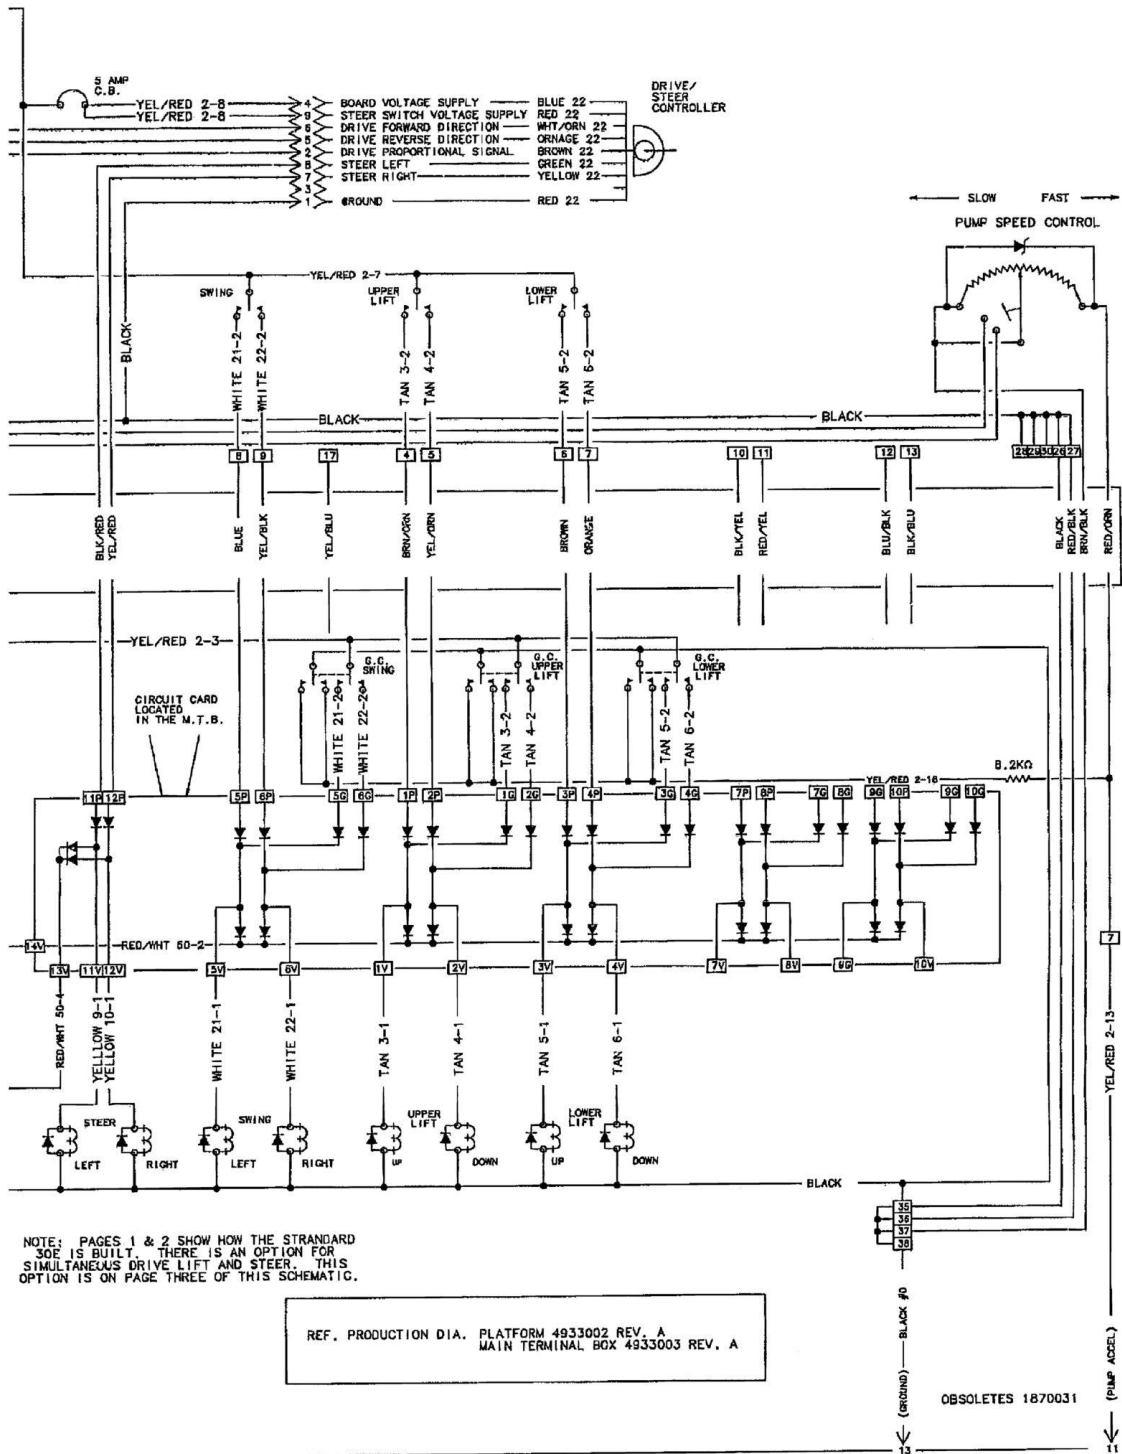 5 AMP
C.B.
YEL/RED 2-8
YEL/RED 2-8
4 BOARD VOLTAGE SUPPLY BLUE 22
9 STEER SWITCH VOLTAGE SUPPLY RED 22
6 DRIVE FORWARD DIRECTION WHT/ORN 22
5 DRIVE REVERSE DIRECTION ORNAGE 22
2 DRIVE PROPORTIONAL SIGNAL BROWN 22
8 STEER LEFT GREEN 22
7 STEER RIGHT YELLOW 22
3
1 GROUND RED 22
DRIVE/
STEER
CONTROLLER
SLOW FAST
PUMP SPEED CONTROL
YEL/RED 2-7
SWING
UPPER
LIFT
LOWER
LIFT
BLACK
WHITE 21-2
WHITE 22-2
TAN 3-2
TAN 4-2
TAN 5-2
TAN 6-2
BLACK
BLACK
8 9 17 4 5 6 7 10 11 12 13 28 29 30 26 27
BLK/RED
YEL/RED
BLUE
YEL/BLK
YEL/BLU
BRN/ORN
YEL/ORN
BROWN
ORANGE
BLK/YEL
RED/YEL
BLU/BLK
BLK/BLU
BLACK
RED/BLK
BRN/BLK
RED/ORN
YEL/RED 2-3
G.C.
SWING
G.C.
UPPER
LIFT
G.C.
LOWER
LIFT
CIRCUIT CARD
LOCATED
IN THE M.T.B.
WHITE 21-2
WHITE 22-2
TAN 3-2
TAN 4-2
TAN 5-2
TAN 6-2
YEL/RED 2-16
8.2KΩ
11P 12P 5P 6P 5G 6G 1P 2P 1G 2G 3P 4P 3G 4G 7P 8P 7G 8G 9G 10P 9G 10G
14V
RED/WHT 50-2
7
13V 11V 12V 5V 6V 1V 2V 3V 4V 7V 8V 9G 10V
RED/WHT 50-4
YELLLOW 9-1
YELLOW 10-1
WHITE 21-1
WHITE 22-1
TAN 3-1
TAN 4-1
TAN 5-1
TAN 6-1
YEL/RED 2-13
STEER
LEFT
RIGHT
SWING
LEFT
RIGHT
UPPER
LIFT
UP
DOWN
LOWER
LIFT
UP
DOWN
BLACK
35
36
37
38
NOTE: PAGES 1 & 2 SHOW HOW THE STRANDARD
30E IS BUILT. THERE IS AN OPTION FOR
SIMULTANEOUS DRIVE LIFT AND STEER. THIS
OPTION IS ON PAGE THREE OF THIS SCHEMATIC.
REF. PRODUCTION DIA. PLATFORM 4933002 REV. A
MAIN TERMINAL BOX 4933003 REV. A
(GROUND) BLACK #0
OBSOLETES 1870031
(PUMP ACCEL)
13
11